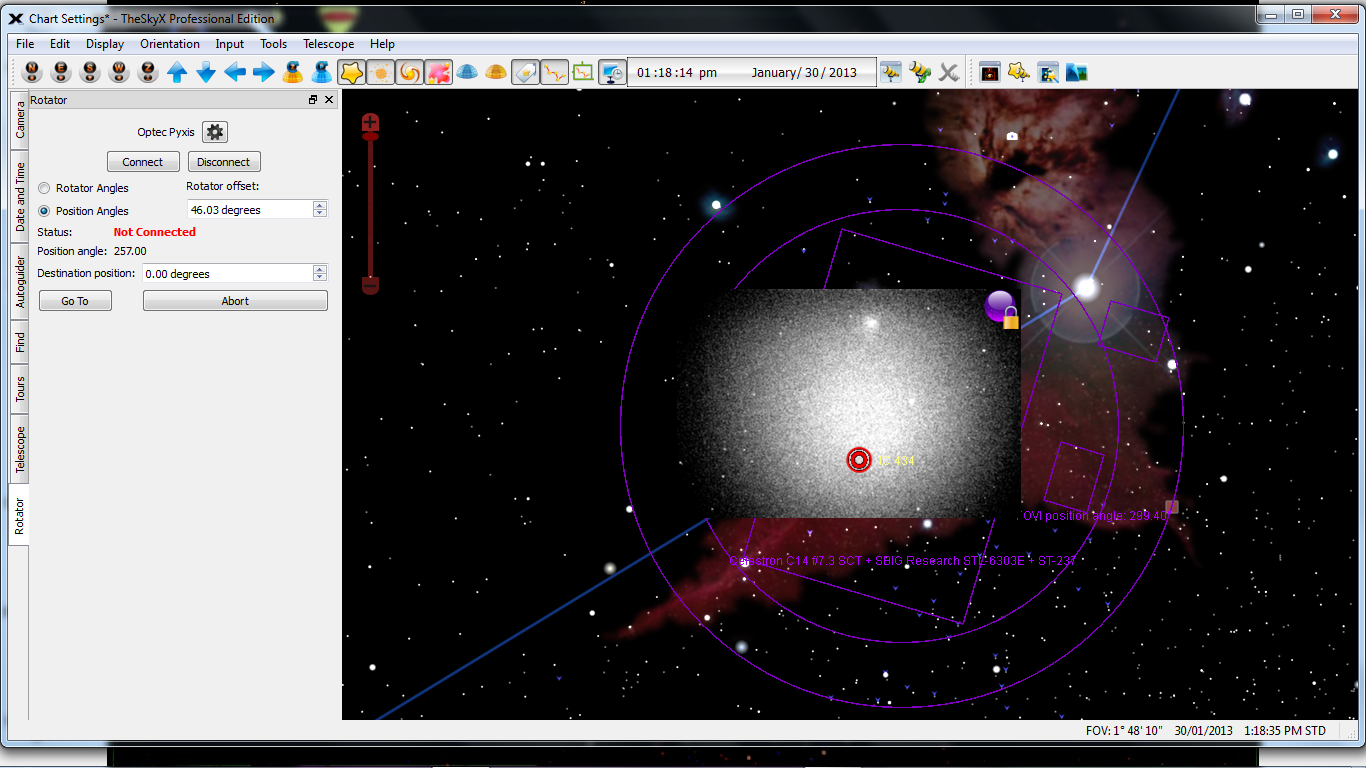 Chart Settings* - TheSkyX Professional Edition
File Edit Display Orientation Input Tools Telescope Help
N E S W Z
01:18:14 pm January/ 30 / 2013
Rotator
Camera
Date and Time
Autoguider
Find
Tours
Telescope
Rotator
Optec Pyxis
Connect Disconnect
Rotator Angles
Rotator offset:
Position Angles
46.03 degrees
Status: Not Connected
Position angle: 257.00
Destination position: 0.00 degrees
Go To Abort
434
OVI position angle: 299.40
Celestron C14 f/7.3 SCT + SBIG Research STL-6303E + ST-237
FOV: 1° 48' 10" 30/01/2013 1:18:35 PM STD